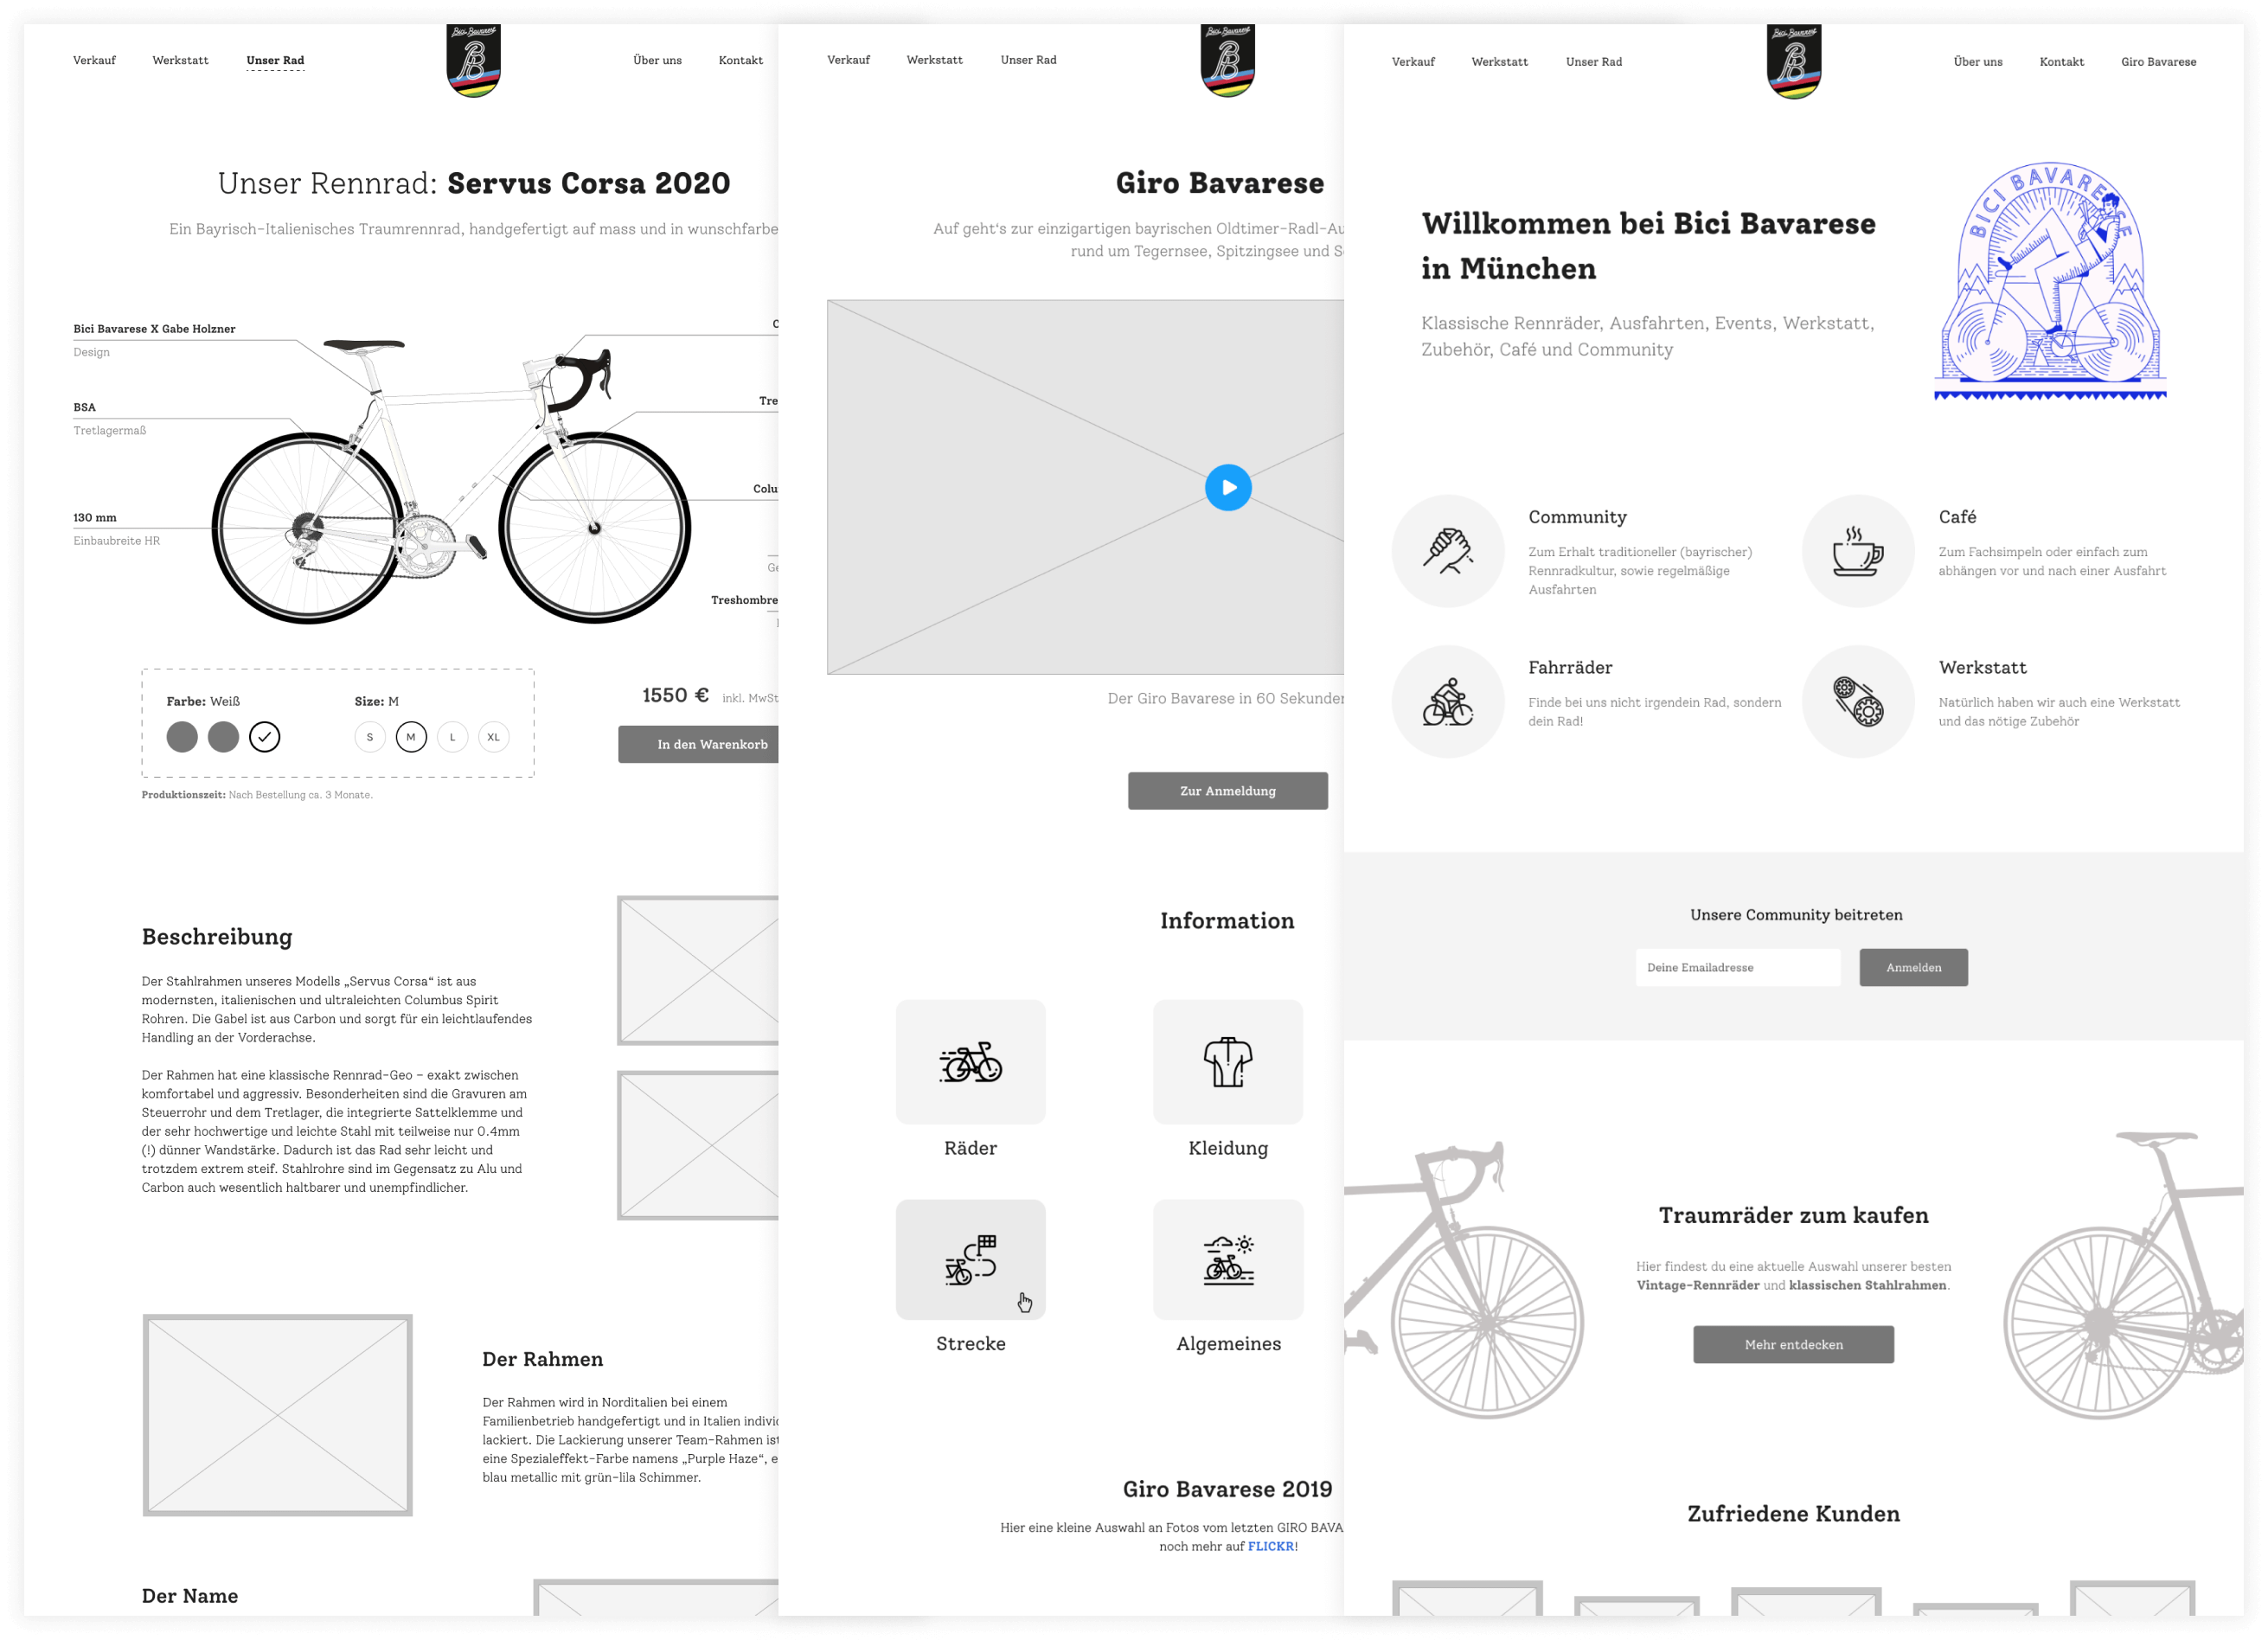 Verkauf Werkstatt Unser Rad
Bici Bavarese
B
Über uns Kontakt
Unser Rennrad: Servus Corsa 2020
Ein Bayrisch-Italienisches Traumrennrad, handgefertigt auf mass und in wunschfarbe
Bici Bavarese X Gabe Holzner
Design
BSA
Tretlagermaß
130 mm
Einbaubreite HR
C
Tre
Colu
Ge
Treshombre
Farbe: Weiß
Size: M
S M L XL
Produktionszeit: Nach Bestellung ca. 3 Monate.
1550 € inkl. MwSt
In den Warenkorb
Beschreibung
Der Stahlrahmen unseres Modells „Servus Corsa“ ist aus
modernsten, italienischen und ultraleichten Columbus Spirit
Rohren. Die Gabel ist aus Carbon und sorgt für ein leichtlaufendes
Handling an der Vorderachse.
Der Rahmen hat eine klassische Rennrad-Geo – exakt zwischen
komfortabel und aggressiv. Besonderheiten sind die Gravuren am
Steuerrohr und dem Tretlager, die integrierte Sattelklemme und
der sehr hochwertige und leichte Stahl mit teilweise nur 0.4mm
(!) dünner Wandstärke. Dadurch ist das Rad sehr leicht und
trotzdem extrem steif. Stahlrohre sind im Gegensatz zu Alu und
Carbon auch wesentlich haltbarer und unempfindlicher.
Der Rahmen
Der Rahmen wird in Norditalien bei einem
Familienbetrieb handgefertigt und in Italien indivi
lackiert. Die Lackierung unserer Team-Rahmen ist
eine Spezialeffekt-Farbe namens „Purple Haze“, e
blau metallic mit grün-lila Schimmer.
Der Name
Verkauf Werkstatt Unser Rad
Bici Bavarese
B
Giro Bavarese
Auf geht's zur einzigartigen bayrischen Oldtimer-Radl-Au
rund um Tegernsee, Spitzingsee und S
Der Giro Bavarese in 60 Sekunden
Zur Anmeldung
Information
Räder
Kleidung
Strecke
Algemeines
Giro Bavarese 2019
Hier eine kleine Auswahl an Fotos vom letzten GIRO BAVA
noch mehr auf FLICKR!
Verkauf Werkstatt Unser Rad
Bici Bavarese
B
Über uns Kontakt Giro Bavarese
Willkommen bei Bici Bavarese
in München
Klassische Rennräder, Ausfahrten, Events, Werkstatt,
Zubehör, Café und Community
BICI BAVARESE
Community
Zum Erhalt traditioneller (bayrischer)
Rennradkultur, sowie regelmäßige
Ausfahrten
Café
Zum Fachsimpeln oder einfach zum
abhängen vor und nach einer Ausfahrt
Fahrräder
Finde bei uns nicht irgendein Rad, sondern
dein Rad!
Werkstatt
Natürlich haben wir auch eine Werkstatt
und das nötige Zubehör
Unsere Community beitreten
Deine Emailadresse
Anmelden
Traumräder zum kaufen
Hier findest du eine aktuelle Auswahl unserer besten
Vintage-Rennräder und klassischen Stahlrahmen.
Mehr entdecken
Zufriedene Kunden